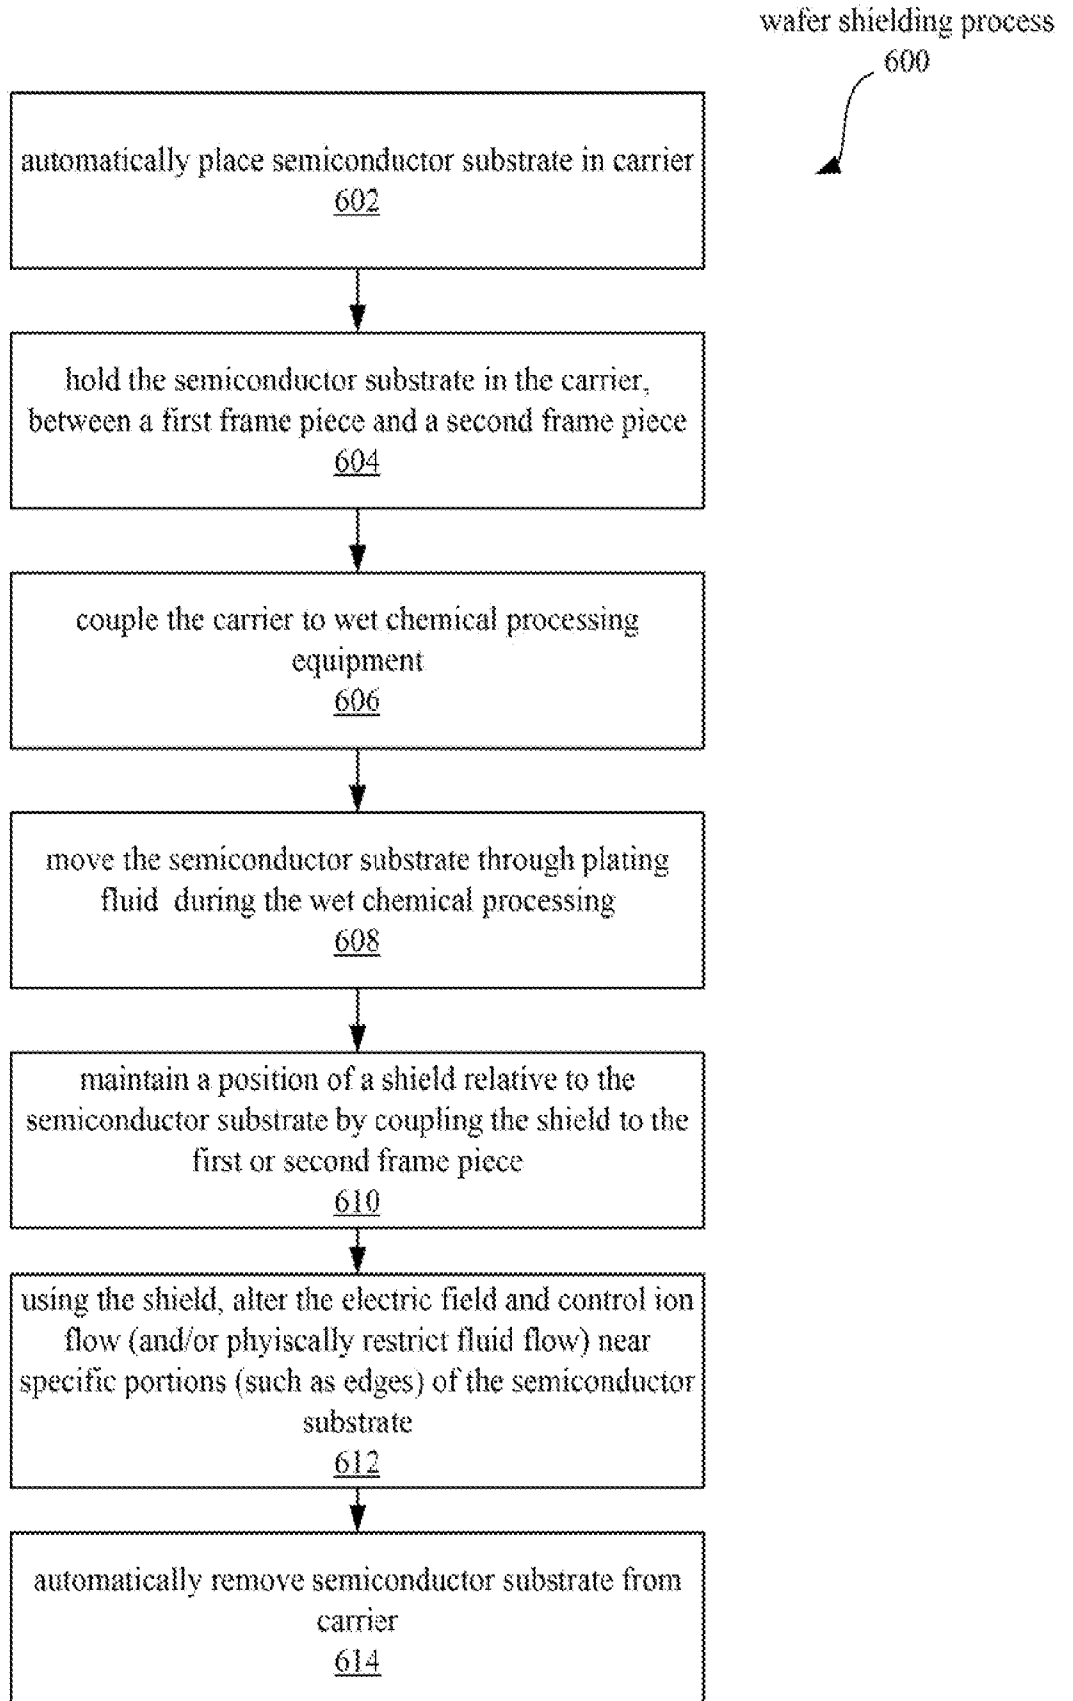 wafer shielding process
600
automatically place semiconductor substrate in carrier
602
hold the semiconductor substrate in the carrier,
between a first frame piece and a second frame piece
604
couple the carrier to wet chemical processing
equipment
606
move the semiconductor substrate through plating
fluid during the wet chemical processing
608
maintain a position of a shield relative to the
semiconductor substrate by coupling the shield to the
first or second frame piece
610
using the shield, alter the electric field and control ion
flow (and/or phyiscally restrict fluid flow) near
specific portions (such as edges) of the semiconductor
substrate
612
automatically remove semiconductor substrate from
carrier
614